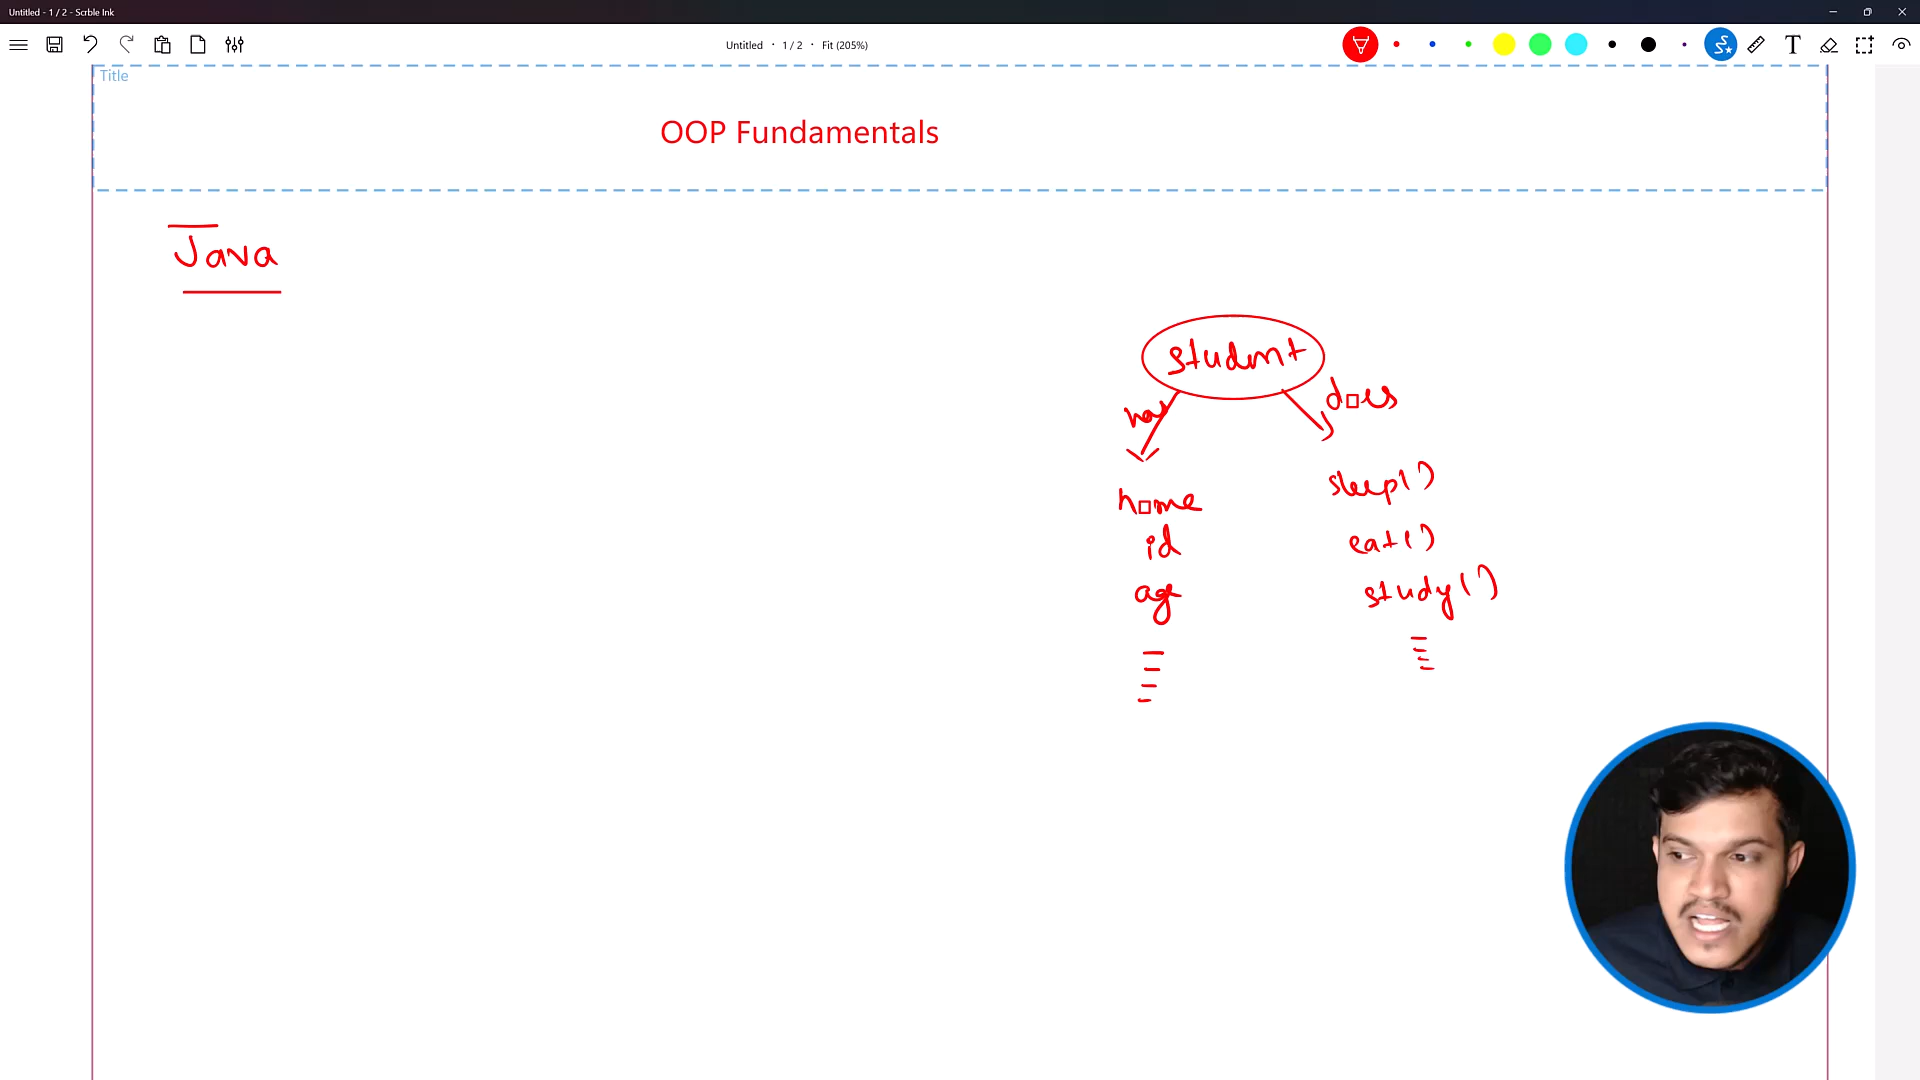 Untitled - 1 / 2 - Scrble Ink
Untitled · 1 / 2 · Fit (205%)
T
Title
OOP Fundamentals
Java
student
has
does
home
id
age
sleep()
eat()
study()